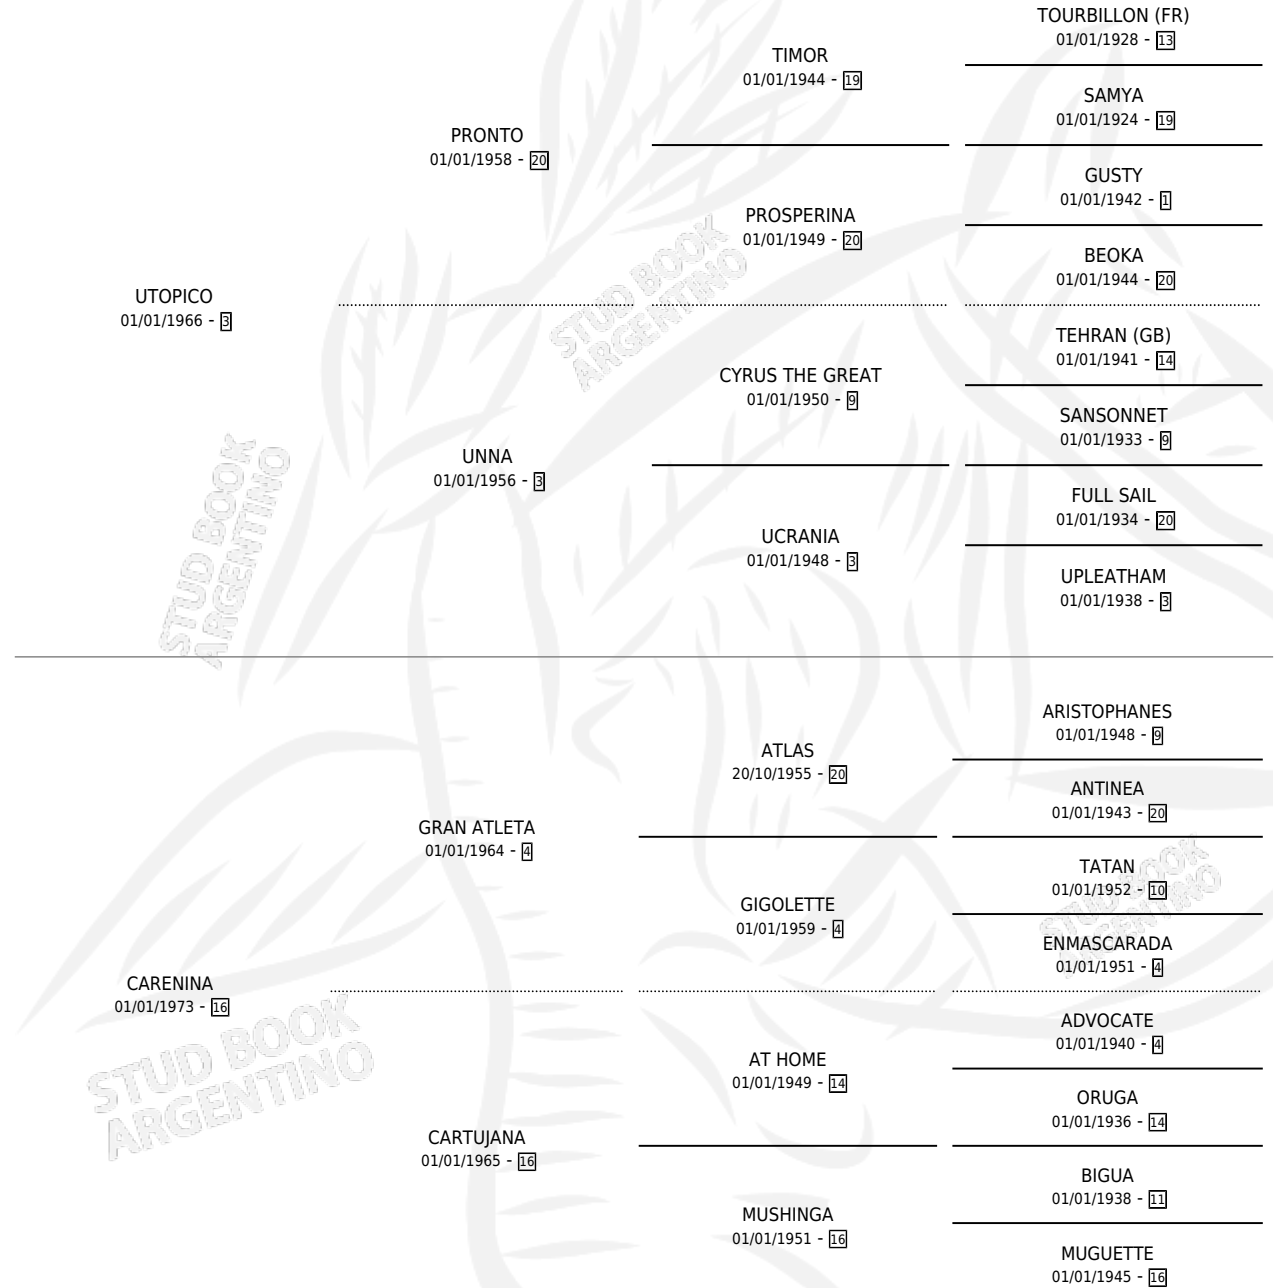 TOURBILLON (FR)
01/01/1928 - 13
TIMOR
01/01/1944 - 19
SAMYA
01/01/1924 - 19
PRONTO
01/01/1958 - 20
GUSTY
01/01/1942 - 1
PROSPERINA
01/01/1949 - 20
BEOKA
01/01/1944 - 20
UTOPICO
01/01/1966 - 3
STUD BOOK
ARGENTINO
TEHRAN (GB)
01/01/1941 - 14
CYRUS THE GREAT
01/01/1950 - 9
SANSONNET
01/01/1933 - 9
UNNA
01/01/1956 - 3
FULL SAIL
01/01/1934 - 20
UCRANIA
01/01/1948 - 3
UPLEATHAM
01/01/1938 - 3
STUD BOOK
ARGENTINO
ARISTOPHANES
01/01/1948 - 9
ATLAS
20/10/1955 - 20
ANTINEA
01/01/1943 - 20
GRAN ATLETA
01/01/1964 - 4
TATAN
01/01/1952 - 10
GIGOLETTE
01/01/1959 - 4
ENMASCARADA
01/01/1951 - 4
STUD BOOK
ARGENTINO
CARENINA
01/01/1973 - 16
ADVOCATE
01/01/1940 - 4
AT HOME
01/01/1949 - 14
ORUGA
01/01/1936 - 14
STUD BOOK
ARGENTINO
CARTUJANA
01/01/1965 - 16
BIGUA
01/01/1938 - 11
MUSHINGA
01/01/1951 - 16
MUGUETTE
01/01/1945 - 16